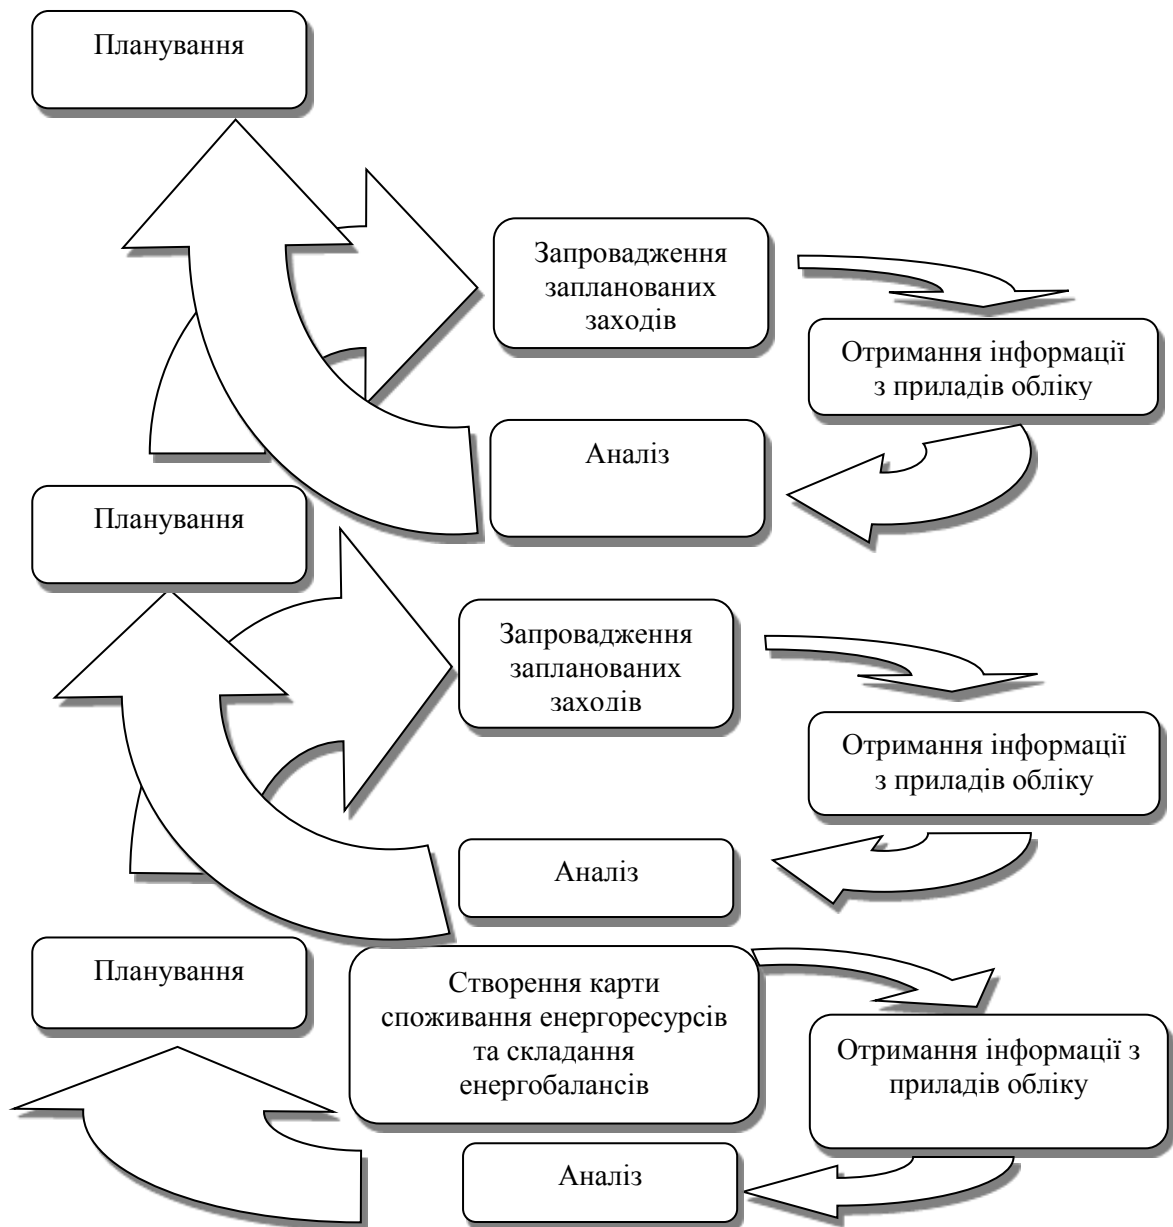 Планування
Запровадження
запланованих
заходів
Отримання інформації
з приладів обліку
Аналіз
Планування
Запровадження
запланованих
заходів
Отримання інформації
з приладів обліку
Аналіз
Планування
Створення карти
споживання енергоресурсів
та складання
енергобалансів
Отримання інформації з
приладів обліку
Аналіз